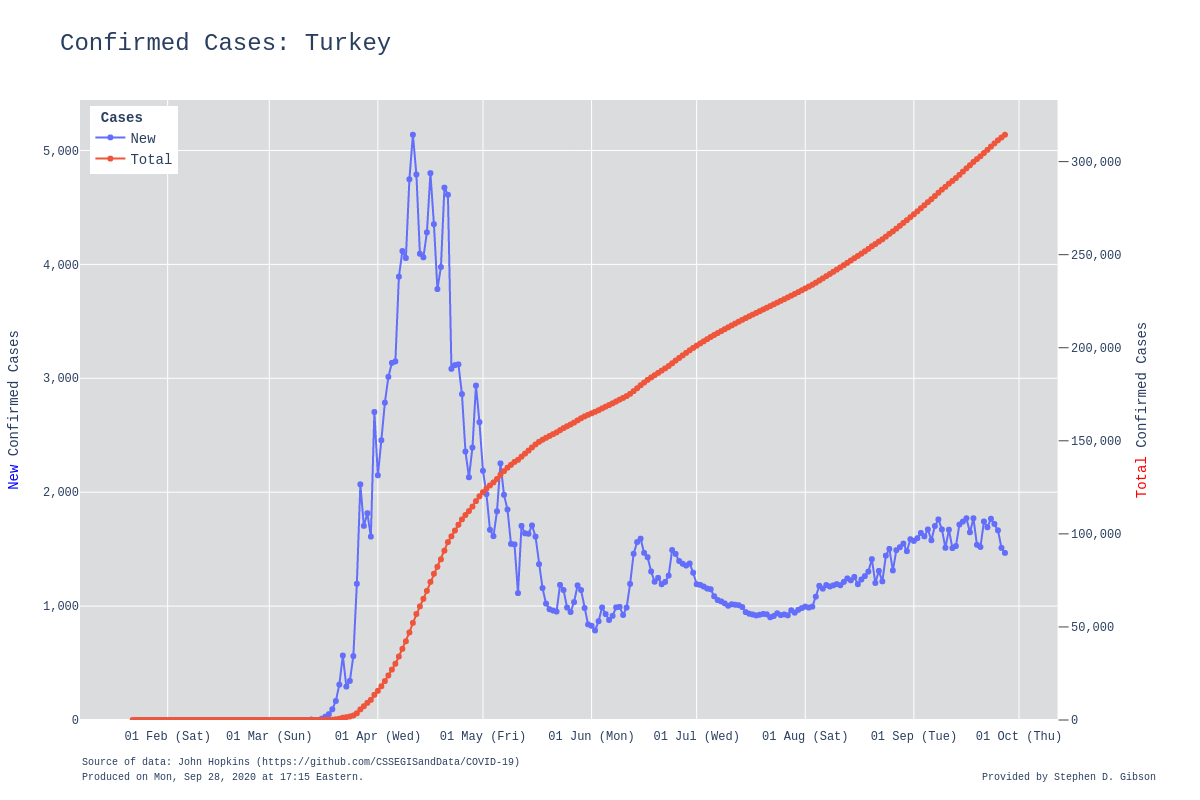 Confirmed Cases: Turkey
Cases
New
Total
5,000
4,000
3,000
2,000
1,000
0
New Confirmed Cases
300,000
250,000
200,000
150,000
100,000
50,000
0
Total Confirmed Cases
01 Feb (Sat) 01 Mar (Sun) 01 Apr (Wed) 01 May (Fri) 01 Jun (Mon) 01 Jul (Wed) 01 Aug (Sat) 01 Sep (Tue) 01 Oct (Thu)
Source of data: John Hopkins (https://github.com/CSSEGISandData/COVID-19)
Produced on Mon, Sep 28, 2020 at 17:15 Eastern.
Provided by Stephen D. Gibson